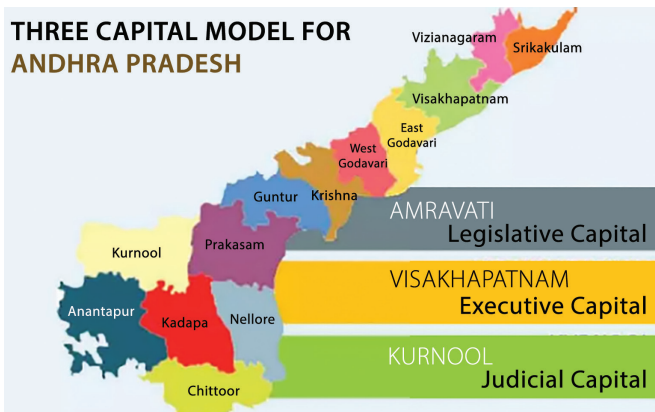 THREE CAPITAL MODEL FOR
ANDHRA PRADESH
Vizianagaram
Srikakulam
Visakhapatnam
East
Godavari
West
Godavari
Guntur
Krishna
AMRAVATI
Legislative Capital
Kurnool
Prakasam
VISAKHAPATNAM
Executive Capital
Anantapur
Kadapa
Nellore
KURNOOL
Judicial Capital
Chittoor